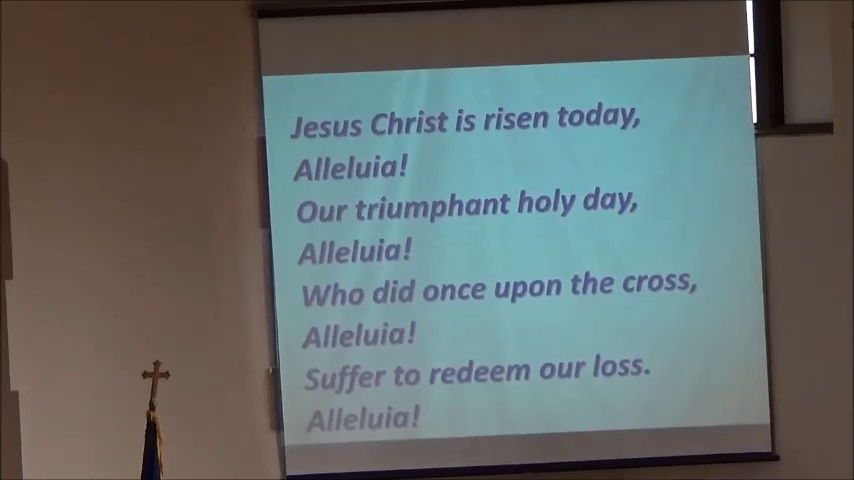 Jesus Christ is risen today,
Alleluia!
Our triumphant holy day,
Alleluia!
Who did once upon the cross,
Alleluia!
Suffer to redeem our loss.
Alleluia!